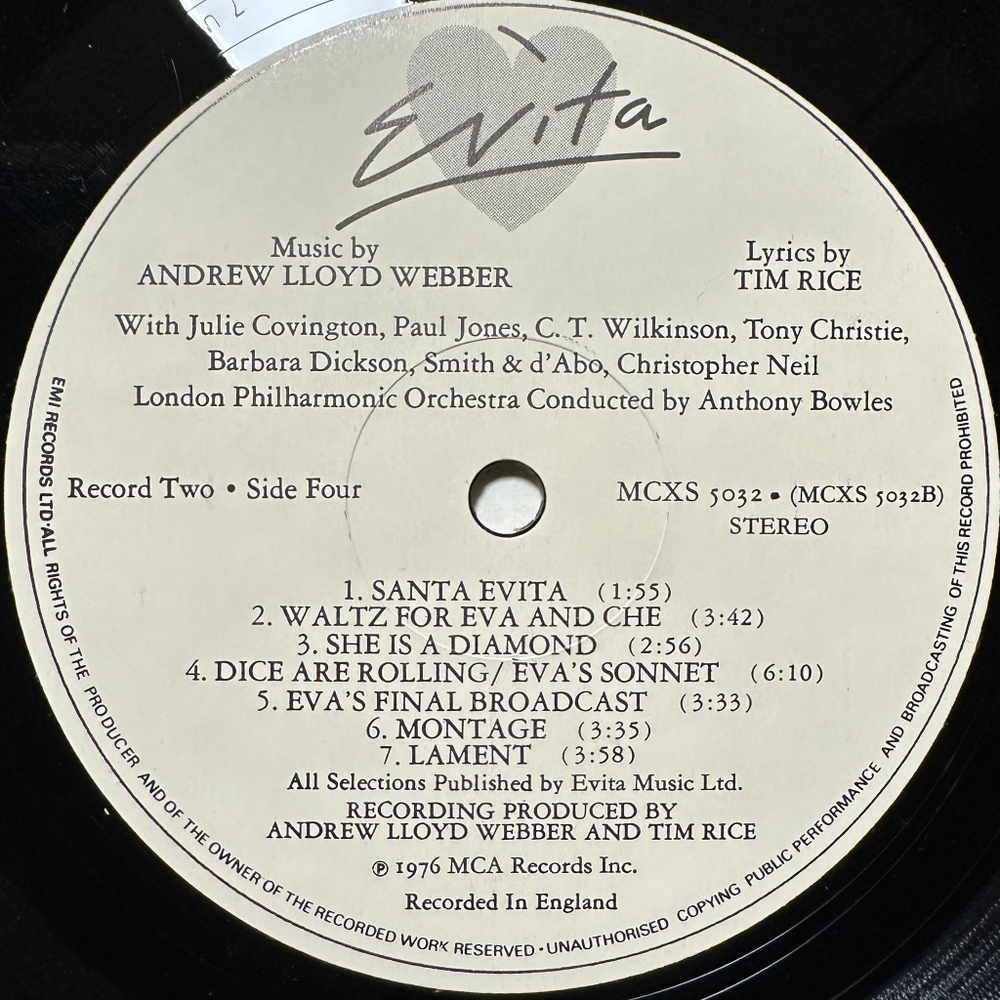 Evita
Music by
ANDREW LLOYD WEBBER
Lyrics by
TIM RICE
With Julie Covington, Paul Jones, C. T. Wilkinson, Tony Christie,
Barbara Dickson, Smith & d'Abo, Christopher Neil
London Philharmonic Orchestra Conducted by Anthony Bowles
Record Two • Side Four
MCXS 5032 • (MCXS 5032B)
STEREO
1. SANTA EVITA (1:55)
2. WALTZ FOR EVA AND CHE (3:42)
3. SHE IS A DIAMOND (2:56)
4. DICE ARE ROLLING/ EVA'S SONNET (6:10)
5. EVA'S FINAL BROADCAST (3:33)
6. MONTAGE (3:35)
7. LAMENT (3:58)
All Selections Published by Evita Music Ltd.
RECORDING PRODUCED BY
ANDREW LLOYD WEBBER AND TIM RICE
℗ 1976 MCA Records Inc.
Recorded In England
EMI RECORDS LTD·ALL RIGHTS OF THE PRODUCER AND OF THE OWNER OF THE RECORDED WORK RESERVED · UNAUTHORISED COPYING PUBLIC PERFORMANCE AND BROADCASTING OF THIS RECORD PROHIBITED